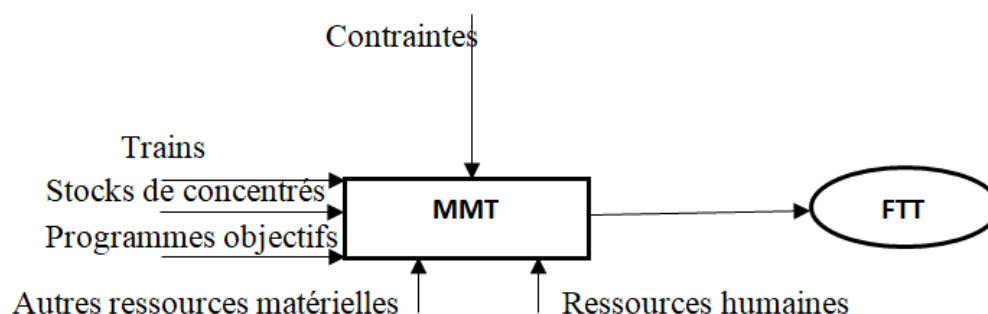 Contraintes
Trains
Stocks de concentrés
Programmes objectifs
MMT
FTT
Autres ressources matérielles
Ressources humaines